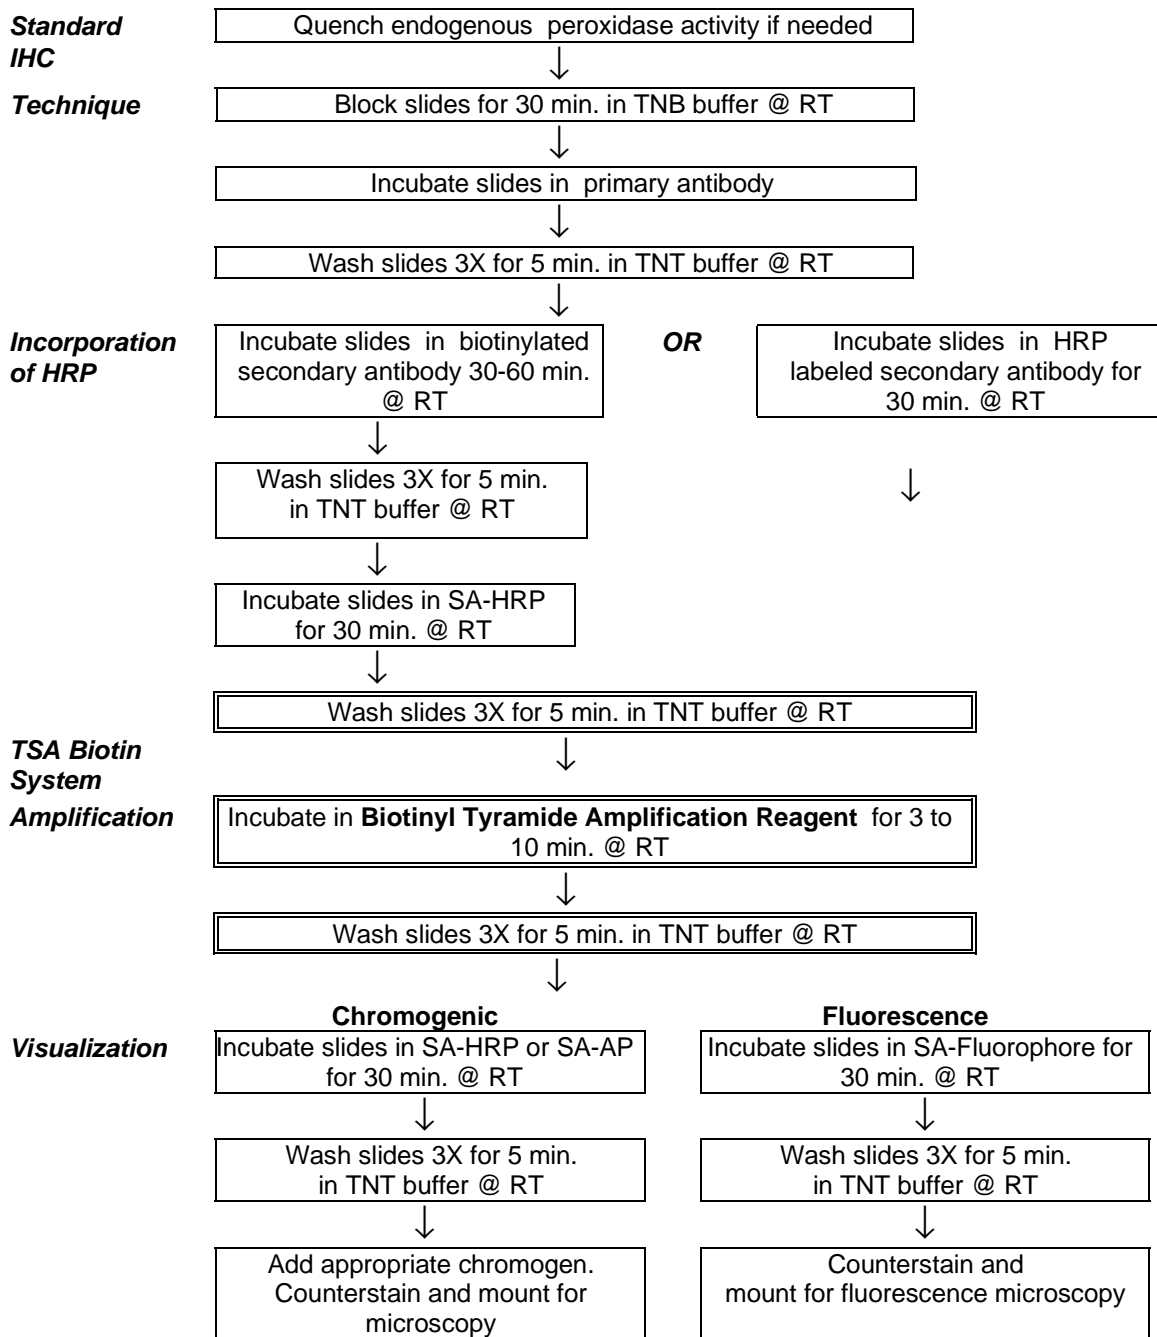 Standard
IHC
Quench endogenous peroxidase activity if needed
↓
Technique
Block slides for 30 min. in TNB buffer @ RT
↓
Incubate slides in primary antibody
↓
Wash slides 3X for 5 min. in TNT buffer @ RT
↓
Incorporation
of HRP
Incubate slides in biotinylated
secondary antibody 30-60 min.
@ RT
OR
Incubate slides in HRP
labeled secondary antibody for
30 min. @ RT
↓
Wash slides 3X for 5 min.
in TNT buffer @ RT
↓
↓
Incubate slides in SA-HRP
for 30 min. @ RT
↓
Wash slides 3X for 5 min. in TNT buffer @ RT
TSA Biotin
System
↓
Amplification
Incubate in Biotinyl Tyramide Amplification Reagent for 3 to
10 min. @ RT
↓
Wash slides 3X for 5 min. in TNT buffer @ RT
↓
Chromogenic
Fluorescence
Visualization
Incubate slides in SA-HRP or SA-AP
for 30 min. @ RT
Incubate slides in SA-Fluorophore for
30 min. @ RT
↓
↓
Wash slides 3X for 5 min.
in TNT buffer @ RT
Wash slides 3X for 5 min.
in TNT buffer @ RT
↓
↓
Add appropriate chromogen.
Counterstain and mount for
microscopy
Counterstain and
mount for fluorescence microscopy